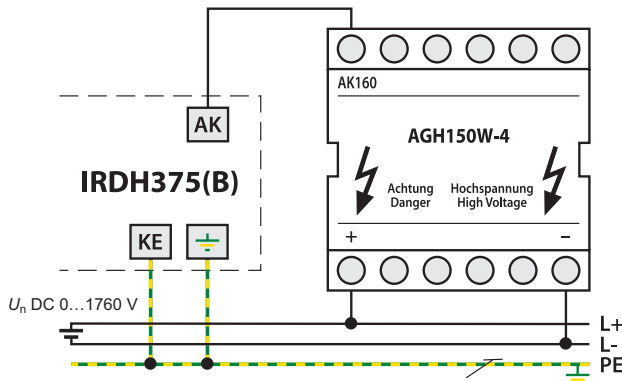 AK160
AK
AGH150W-4
IRDH375(B)
Achtung Hochspannung
Danger High Voltage
KE
+ −
Un DC 0…1760 V
L+
L-
PE